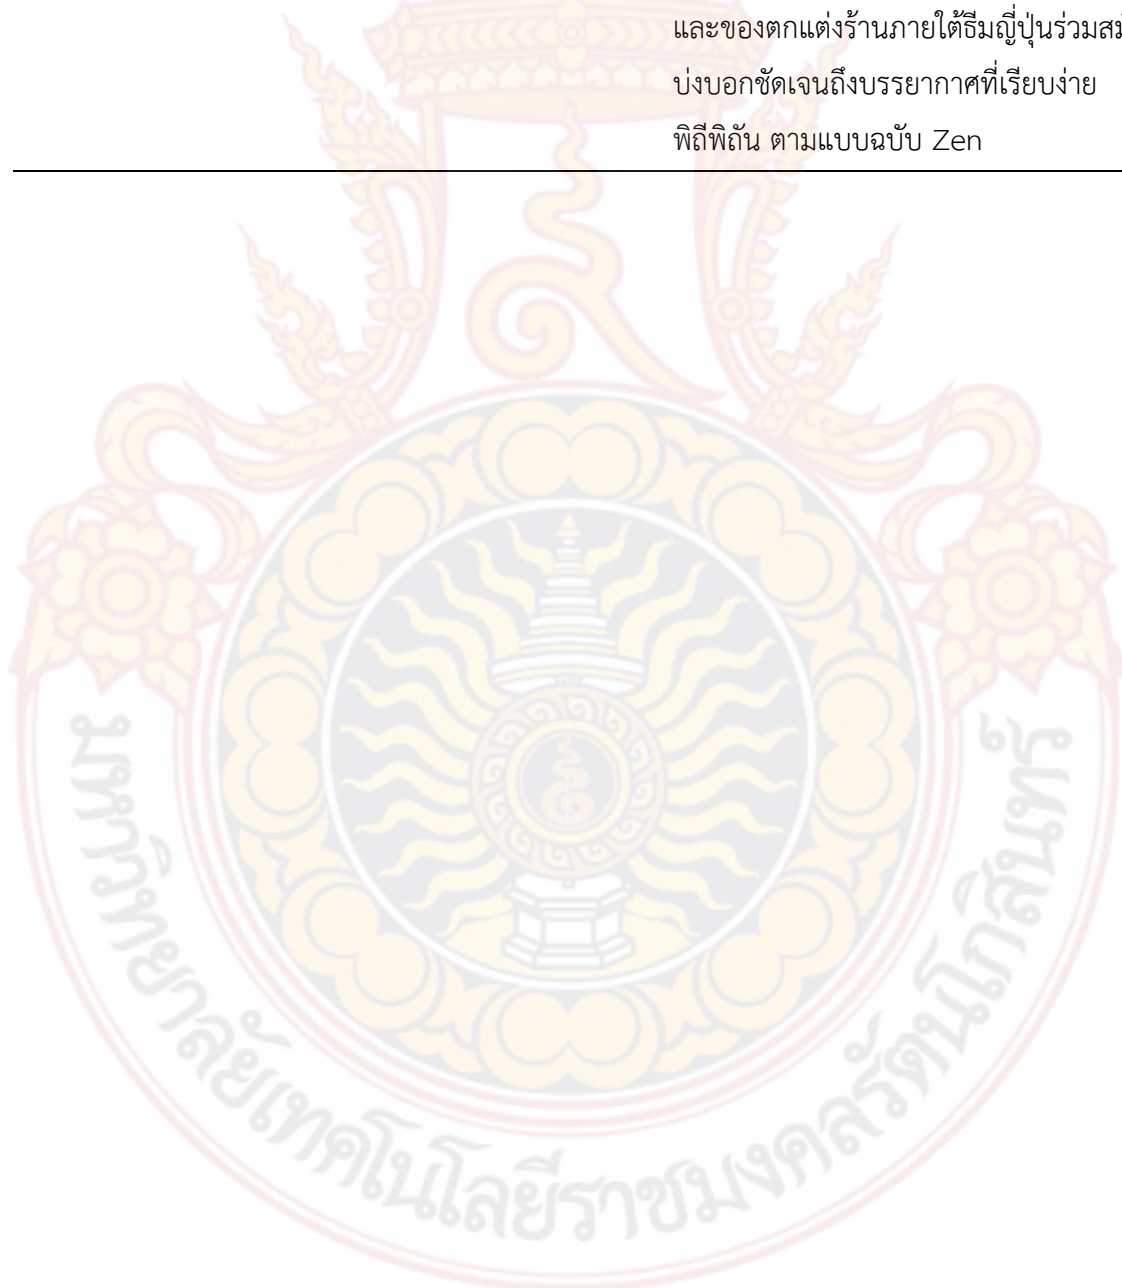 และของตกแต่งร้านภายใต้ธีมญี่ปุ่นร่วมสมั
บ่งบอกชัดเจนถึงบรรยากาศที่เรียบง่าย
พิถีพิถัน ตามแบบฉบับ Zen
มหาวิทยาลัยเทคโนโลยีราชมงคลรัตนโกสินทร์